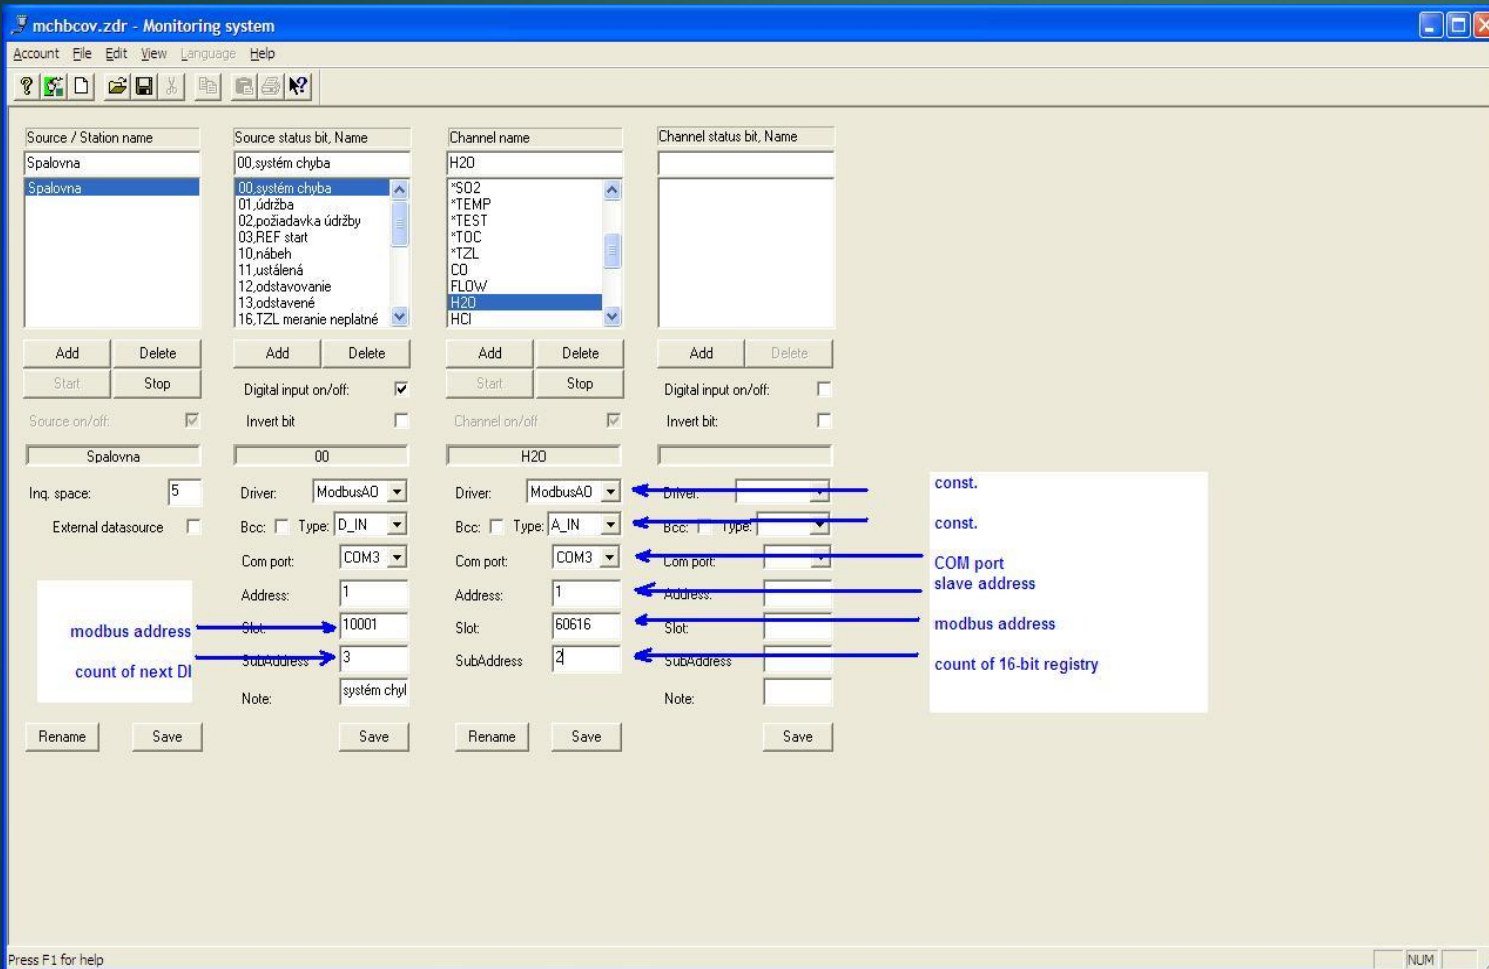 mchbcov.zdr - Monitoring system
Account File Edit View Language Help
Source / Station name
Spalovna
Spalovna
Add Delete
Start Stop
Source on/off:
Spalovna
Inq. space: 5
External datasource
modbus address
count of next DI
Rename Save
Source status bit, Name
00,systém chyba
00,systém chyba
01,údržba
02,požiadavka údržby
03,REF start
10,nábeh
11,ustálená
12,odstavovanie
13,odstavené
16,TZL meranie neplatné
Add Delete
Digital input on/off:
Invert bit
00
Driver: ModbusAO
Bcc: Type: D_IN
Com port: COM3
Address: 1
Slot: 10001
SubAddress 3
Note: systém chyl
Save
Channel name
H2O
*SO2
*TEMP
*TEST
*TOC
*TZL
CO
FLOW
H2O
HCl
Add Delete
Start Stop
Channel on/off
H2O
Driver: ModbusAO
Bcc: Type: A_IN
Com port: COM3
Address: 1
Slot: 60616
SubAddress 2
Rename Save
Channel status bit, Name
Add Delete
Digital input on/off:
Invert bit:
Driver:
Bcc: Type:
Com port:
Address:
Slot:
SubAddress
Note:
Save
const.
const.
COM port
slave address
modbus address
count of 16-bit registry
Press F1 for help
NUM